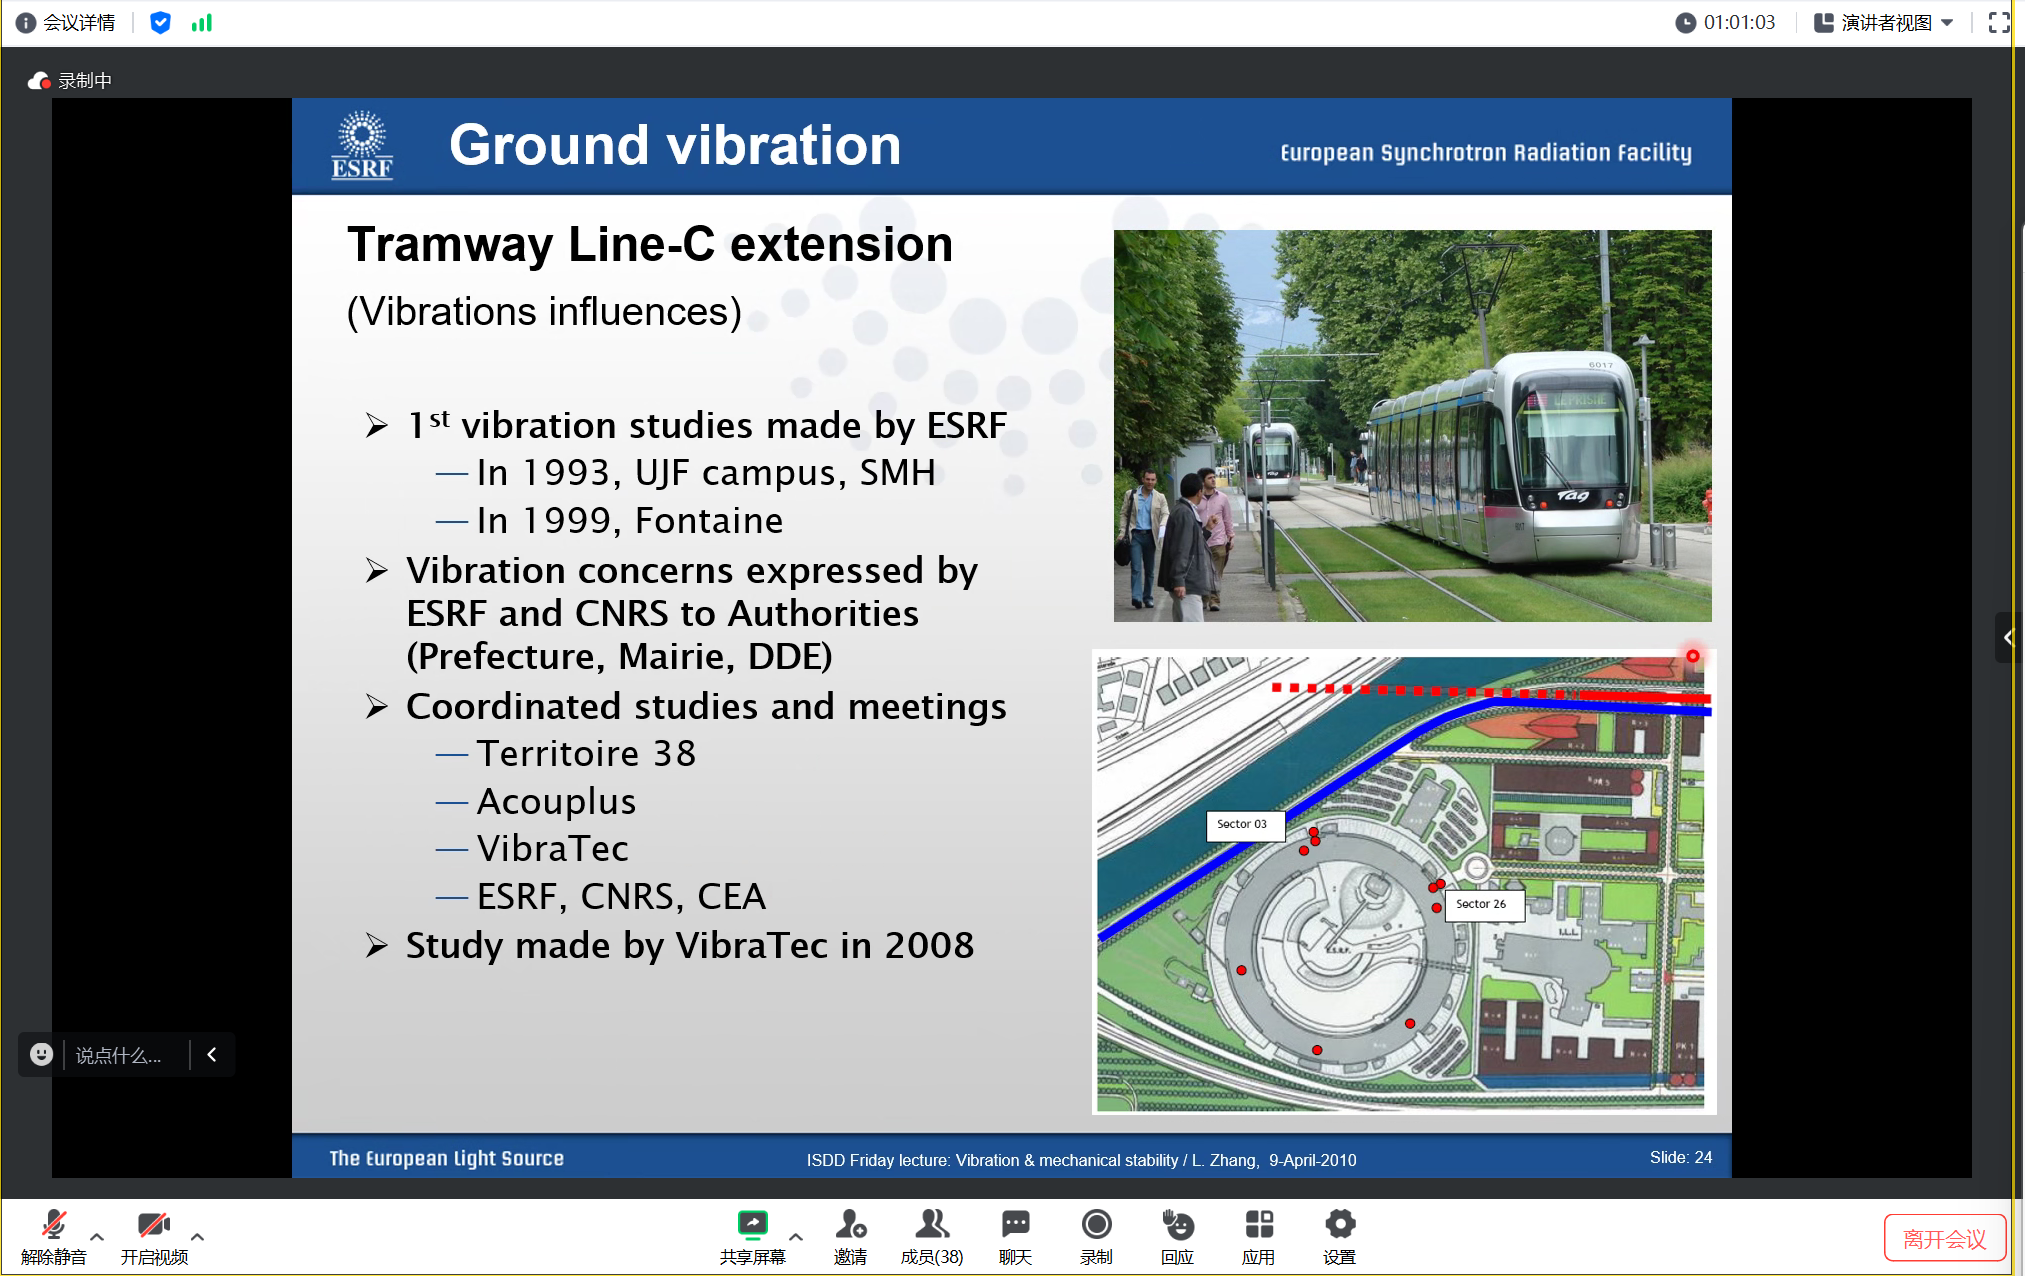 会议详情
01:01:03
演讲者视图
录制中
ESRF
Ground vibration
European Synchrotron Radiation Facility
Tramway Line-C extension
(Vibrations influences)
➢ 1st vibration studies made by ESRF
— In 1993, UJF campus, SMH
— In 1999, Fontaine
➢ Vibration concerns expressed by
ESRF and CNRS to Authorities
(Prefecture, Mairie, DDE)
➢ Coordinated studies and meetings
— Territoire 38
— Acouplus
— VibraTec
— ESRF, CNRS, CEA
➢ Study made by VibraTec in 2008
6017
LE PRISME
Tag
Sector 03
Sector 26
E.S.R.F.
I.L.L.
PK 1
说点什么...
The European Light Source
ISDD Friday lecture: Vibration & mechanical stability / L. Zhang, 9-April-2010
Slide: 24
解除静音
开启视频
共享屏幕
邀请
成员(38)
聊天
录制
回应
应用
设置
离开会议